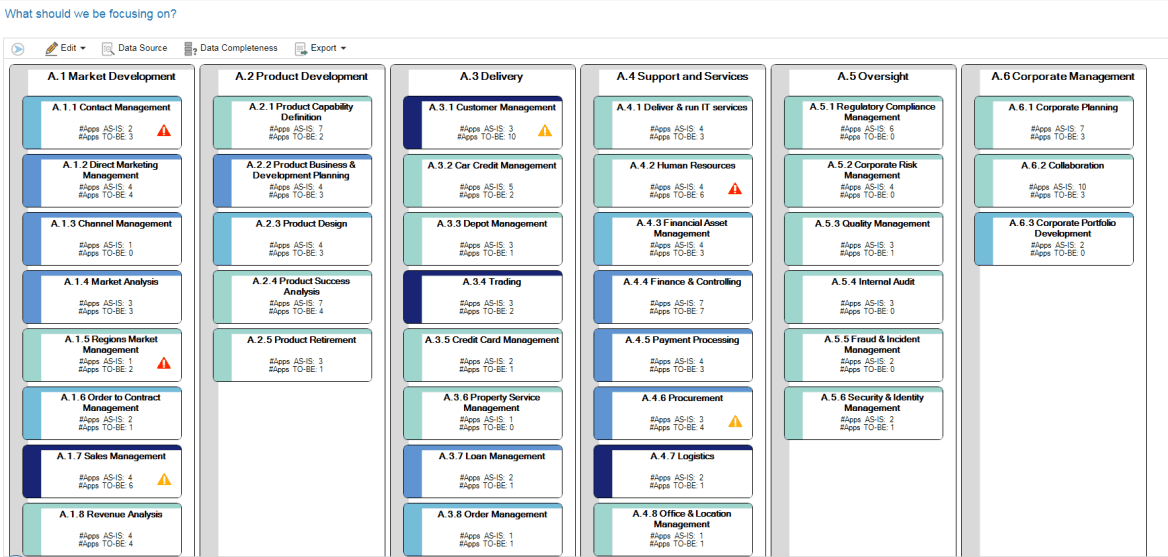 What should we be focusing on?
Edit
Data Source
Data Completeness
Export
A.1 Market Development
A.1.1 Contact Management
#Apps AS-IS: 2
#Apps TO-BE: 3
A.1.2 Direct Marketing
Management
#Apps AS-IS: 4
#Apps TO-BE: 4
A.1.3 Channel Management
#Apps AS-IS: 1
#Apps TO-BE: 0
A.1.4 Market Analysis
#Apps AS-IS: 3
#Apps TO-BE: 3
A.1.5 Regions Market
Management
#Apps AS-IS: 1
#Apps TO-BE: 2
A.1.6 Order to Contract
Management
#Apps AS-IS: 2
#Apps TO-BE: 1
A.1.7 Sales Management
#Apps AS-IS: 4
#Apps TO-BE: 6
A.1.8 Revenue Analysis
#Apps AS-IS: 4
#Apps TO-BE: 4
A.2 Product Development
A.2.1 Product Capability
Definition
#Apps AS-IS: 7
#Apps TO-BE: 2
A.2.2 Product Business &
Development Planning
#Apps AS-IS: 4
#Apps TO-BE: 3
A.2.3 Product Design
#Apps AS-IS: 4
#Apps TO-BE: 3
A.2.4 Product Success
Analysis
#Apps AS-IS: 7
#Apps TO-BE: 4
A.2.5 Product Retirement
#Apps AS-IS: 3
#Apps TO-BE: 1
A.3 Delivery
A.3.1 Customer Management
#Apps AS-IS: 3
#Apps TO-BE: 10
A.3.2 Car Credit Management
#Apps AS-IS: 5
#Apps TO-BE: 2
A.3.3 Depot Management
#Apps AS-IS: 3
#Apps TO-BE: 1
A.3.4 Trading
#Apps AS-IS: 3
#Apps TO-BE: 2
A.3.5 Credit Card Management
#Apps AS-IS: 2
#Apps TO-BE: 1
A.3.6 Property Service
Management
#Apps AS-IS: 1
#Apps TO-BE: 0
A.3.7 Loan Management
#Apps AS-IS: 2
#Apps TO-BE: 1
A.3.8 Order Management
#Apps AS-IS: 1
#Apps TO-BE: 1
A.4 Support and Services
A.4.1 Deliver & run IT services
#Apps AS-IS: 4
#Apps TO-BE: 3
A.4.2 Human Resources
#Apps AS-IS: 4
#Apps TO-BE: 6
A.4.3 Financial Asset
Management
#Apps AS-IS: 4
#Apps TO-BE: 3
A.4.4 Finance & Controlling
#Apps AS-IS: 7
#Apps TO-BE: 7
A.4.5 Payment Processing
#Apps AS-IS: 4
#Apps TO-BE: 3
A.4.6 Procurement
#Apps AS-IS: 3
#Apps TO-BE: 4
A.4.7 Logistics
#Apps AS-IS: 2
#Apps TO-BE: 1
A.4.8 Office & Location
Management
#Apps AS-IS: 1
#Apps TO-BE: 1
A.5 Oversight
A.5.1 Regulatory Compliance
Management
#Apps AS-IS: 6
#Apps TO-BE: 0
A.5.2 Corporate Risk
Management
#Apps AS-IS: 4
#Apps TO-BE: 0
A.5.3 Quality Management
#Apps AS-IS: 3
#Apps TO-BE: 1
A.5.4 Internal Audit
#Apps AS-IS: 3
#Apps TO-BE: 0
A.5.5 Fraud & Incident
Management
#Apps AS-IS: 2
#Apps TO-BE: 0
A.5.6 Security & Identity
Management
#Apps AS-IS: 2
#Apps TO-BE: 1
A.6 Corporate Management
A.6.1 Corporate Planning
#Apps AS-IS: 7
#Apps TO-BE: 3
A.6.2 Collaboration
#Apps AS-IS: 10
#Apps TO-BE: 3
A.6.3 Corporate Portfolio
Development
#Apps AS-IS: 2
#Apps TO-BE: 0